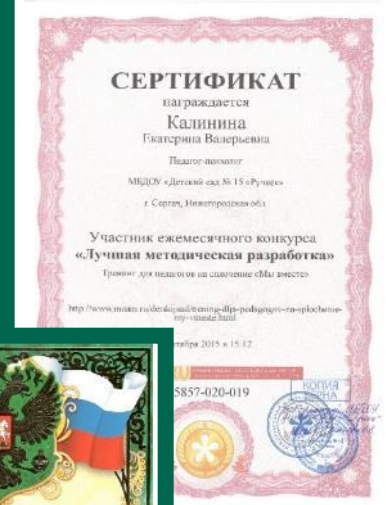 СЕРТИФИКАТ
награждается
Калинина
Екатерина Валерьевна
Педагог-психолог
МБДОУ «Детский сад № 15 «Ручеек»
г. Сергач, Нижегородская обл.
Участник ежемесячного конкурса
«Лучшая методическая разработка»
Тренинг для педагогов на сплочение «Мы вместе»
2015 в 15:12
5857-020-019
КОПИЯ
ВЕРНА